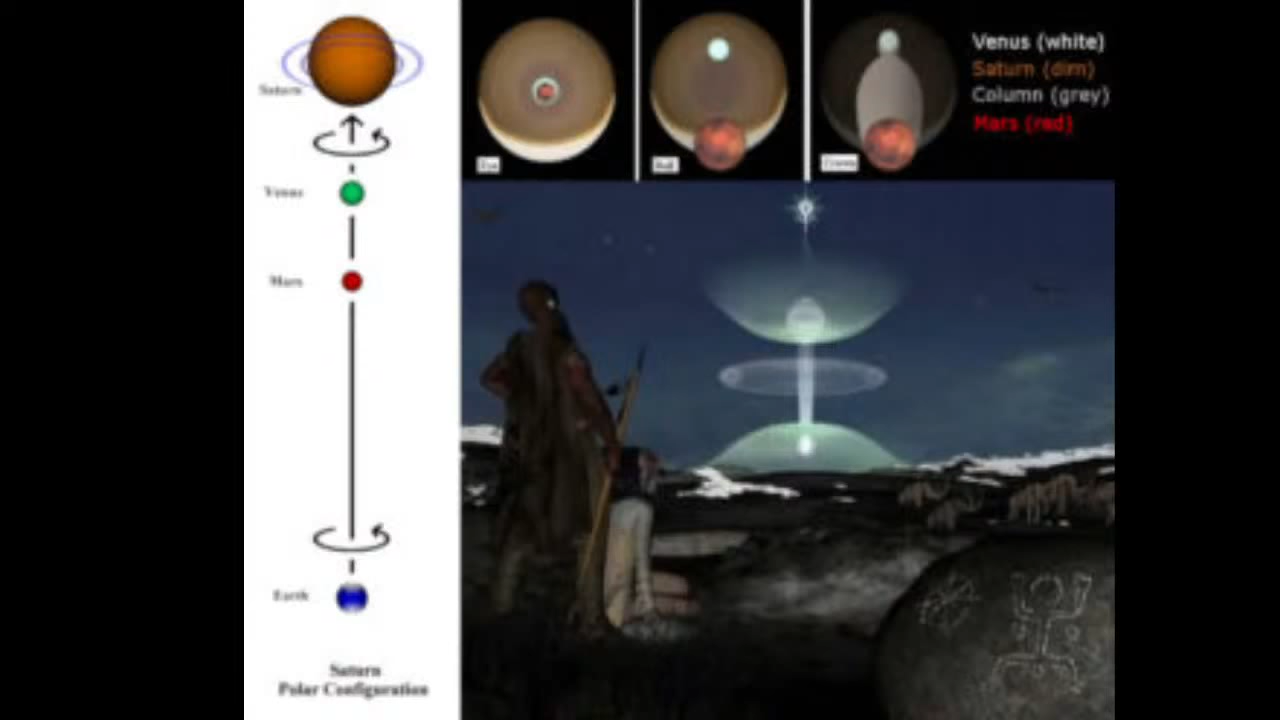 Saturn
Venus
Mars
Earth
Saturn
Polar Configuration
Venus (white)
Saturn (dim)
Column (grey)
Mars (red)